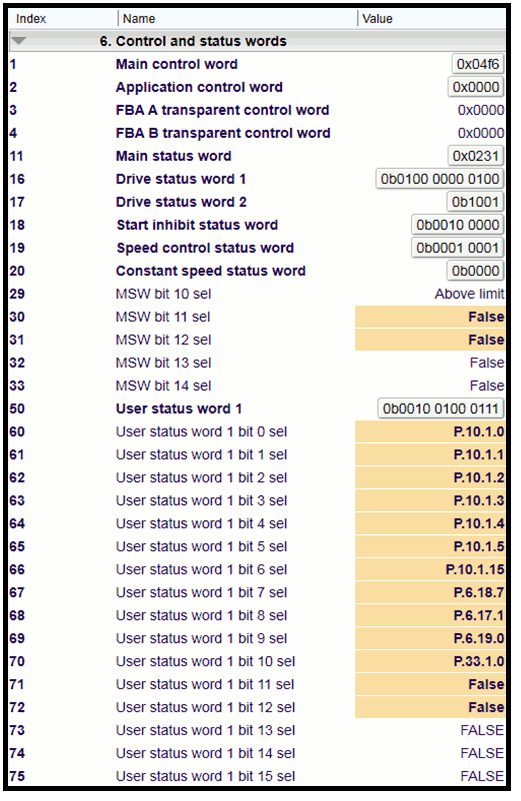 Index Name Value
6. Control and status words
1 Main control word 0x04f6
2 Application control word 0x0000
3 FBA A transparent control word 0x0000
4 FBA B transparent control word 0x0000
11 Main status word 0x0231
16 Drive status word 1 0b0100 0000 0100
17 Drive status word 2 0b1001
18 Start inhibit status word 0b0010 0000
19 Speed control status word 0b0001 0001
20 Constant speed status word 0b0000
29 MSW bit 10 sel Above limit
30 MSW bit 11 sel False
31 MSW bit 12 sel False
32 MSW bit 13 sel False
33 MSW bit 14 sel False
50 User status word 1 0b0010 0100 0111
60 User status word 1 bit 0 sel P.10.1.0
61 User status word 1 bit 1 sel P.10.1.1
62 User status word 1 bit 2 sel P.10.1.2
63 User status word 1 bit 3 sel P.10.1.3
64 User status word 1 bit 4 sel P.10.1.4
65 User status word 1 bit 5 sel P.10.1.5
66 User status word 1 bit 6 sel P.10.1.15
67 User status word 1 bit 7 sel P.6.18.7
68 User status word 1 bit 8 sel P.6.17.1
69 User status word 1 bit 9 sel P.6.19.0
70 User status word 1 bit 10 sel P.33.1.0
71 User status word 1 bit 11 sel False
72 User status word 1 bit 12 sel False
73 User status word 1 bit 13 sel FALSE
74 User status word 1 bit 14 sel FALSE
75 User status word 1 bit 15 sel FALSE